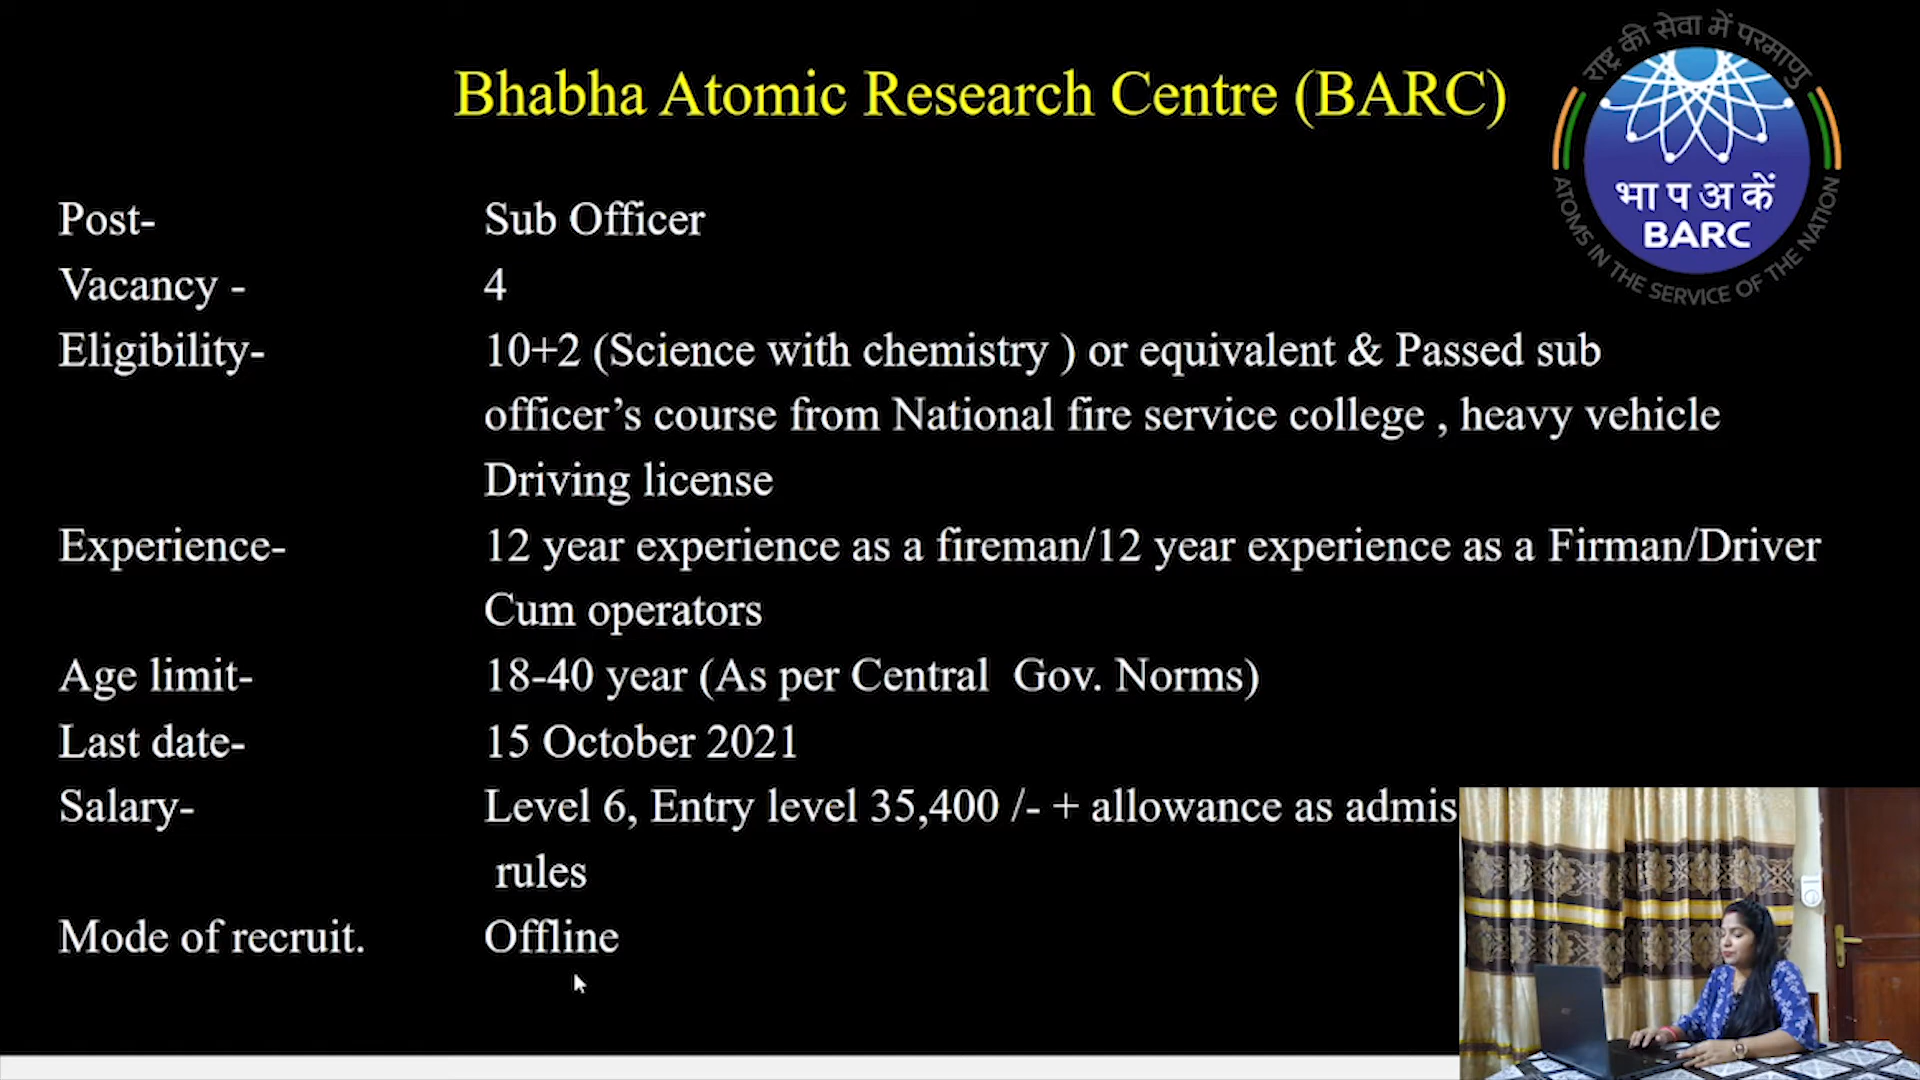 राष्ट्र की सेवा में परमाणु
Bhabha Atomic Research Centre (BARC)
भा प अ कें
BARC
ATOMS IN THE SERVICE OF THE NATION
Post- Sub Officer
Vacancy - 4
Eligibility- 10+2 (Science with chemistry ) or equivalent & Passed sub
officer’s course from National fire service college , heavy vehicle
Driving license
Experience- 12 year experience as a fireman/12 year experience as a Firman/Driver
Cum operators
Age limit- 18-40 year (As per Central Gov. Norms)
Last date- 15 October 2021
Salary- Level 6, Entry level 35,400 /- + allowance as admis
rules
Mode of recruit. Offline